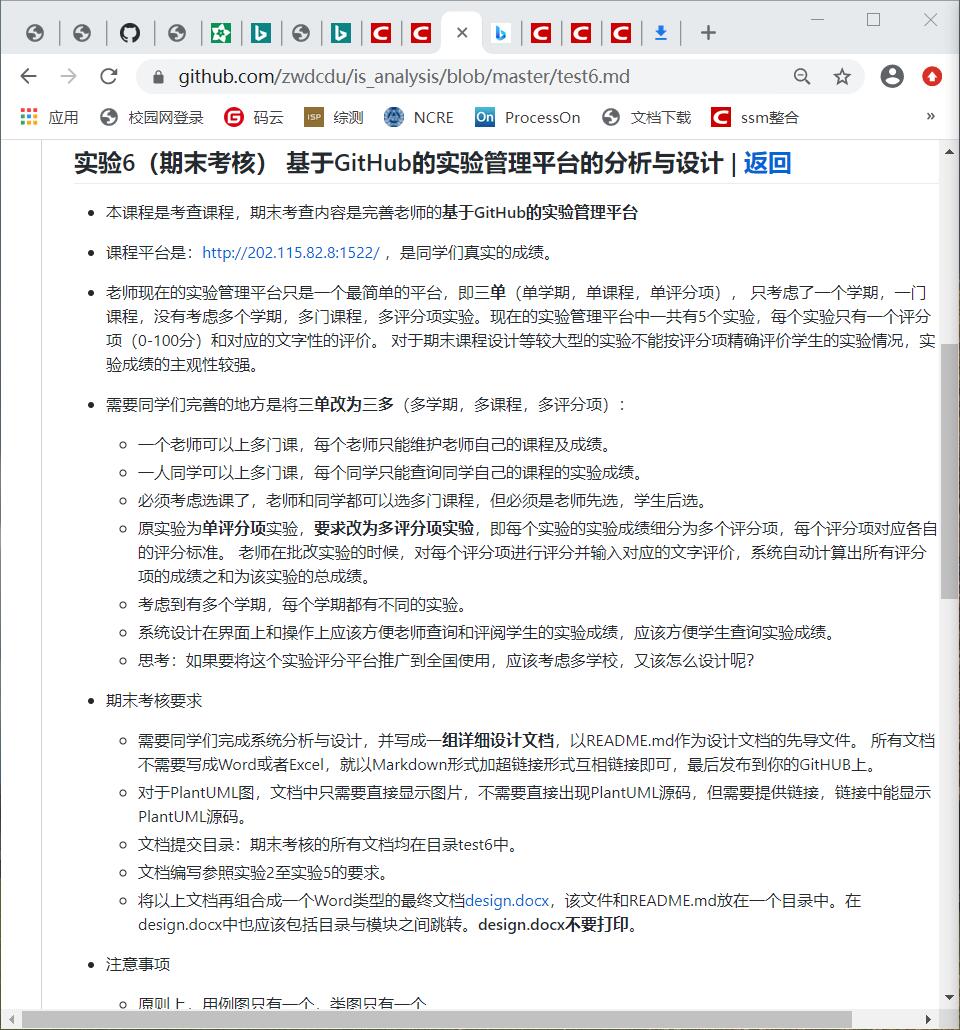 github.com/zwdcdu/is_analysis/blob/master/test6.md
应用 校园网登录 码云 ISP 综测 NCRE On ProcessOn 文档下载 ssm整合 »
实验6（期末考核） 基于GitHub的实验管理平台的分析与设计 | 返回
本课程是考查课程，期末考查内容是完善老师的基于GitHub的实验管理平台
课程平台是：http://202.115.82.8:1522/ ，是同学们真实的成绩。
老师现在的实验管理平台只是一个最简单的平台，即三单（单学期，单课程，单评分项）， 只考虑了一个学期，一门
课程，没有考虑多个学期，多门课程，多评分项实验。现在的实验管理平台中一共有5个实验，每个实验只有一个评分
项（0-100分）和对应的文字性的评价。 对于期末课程设计等较大型的实验不能按评分项精确评价学生的实验情况，实
验成绩的主观性较强。
需要同学们完善的地方是将三单改为三多（多学期，多课程，多评分项）：
一个老师可以上多门课，每个老师只能维护老师自己的课程及成绩。
一人同学可以上多门课，每个同学只能查询同学自己的课程的实验成绩。
必须考虑选课了，老师和同学都可以选多门课程，但必须是老师先选，学生后选。
原实验为单评分项实验，要求改为多评分项实验，即每个实验的实验成绩细分为多个评分项，每个评分项对应各自
的评分标准。 老师在批改实验的时候，对每个评分项进行评分并输入对应的文字评价，系统自动计算出所有评分
项的成绩之和为该实验的总成绩。
考虑到有多个学期，每个学期都有不同的实验。
系统设计在界面上和操作上应该方便老师查询和评阅学生的实验成绩，应该方便学生查询实验成绩。
思考：如果要将这个实验评分平台推广到全国使用，应该考虑多学校，又该怎么设计呢？
期末考核要求
需要同学们完成系统分析与设计，并写成一组详细设计文档，以README.md作为设计文档的先导文件。 所有文档
不需要写成Word或者Excel，就以Markdown形式加超链接形式互相链接即可，最后发布到你的GitHUB上。
对于PlantUML图，文档中只需要直接显示图片，不需要直接出现PlantUML源码，但需要提供链接，链接中能显示
PlantUML源码。
文档提交目录：期末考核的所有文档均在目录test6中。
文档编写参照实验2至实验5的要求。
将以上文档再组合成一个Word类型的最终文档design.docx，该文件和README.md放在一个目录中。在
design.docx中也应该包括目录与模块之间跳转。design.docx不要打印。
注意事项
原则上，用例图只有一个，类图只有一个